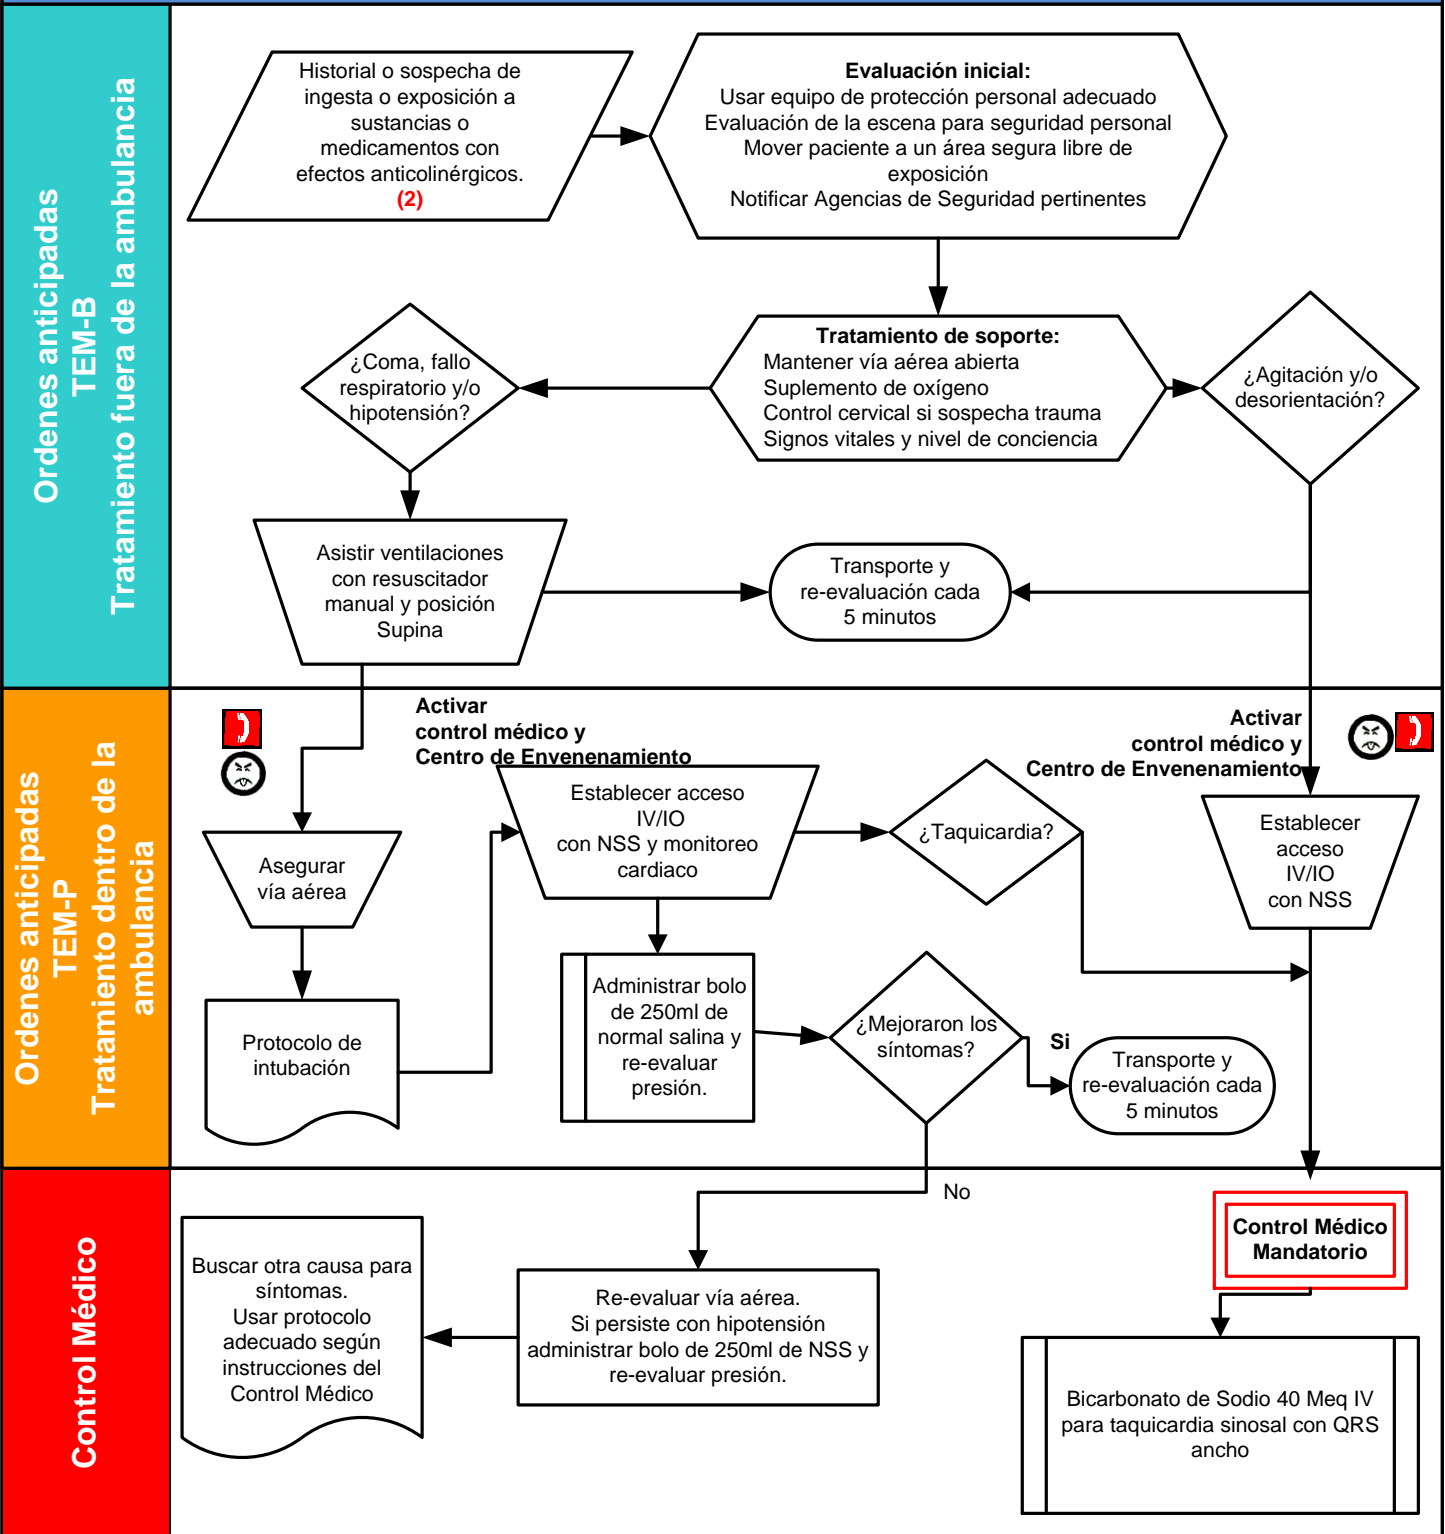 Ordenes anticipadas
TEM-B
Tratamiento fuera de la ambulancia
Historial o sospecha de
ingesta o exposición a
sustancias o
medicamentos con
efectos anticolinérgicos.
(2)
Evaluación inicial:
Usar equipo de protección personal adecuado
Evaluación de la escena para seguridad personal
Mover paciente a un área segura libre de
exposición
Notificar Agencias de Seguridad pertinentes
¿Coma, fallo
respiratorio y/o
hipotensión?
Tratamiento de soporte:
Mantener vía aérea abierta
Suplemento de oxígeno
Control cervical si sospecha trauma
Signos vitales y nivel de conciencia
¿Agitación y/o
desorientación?
Asistir ventilaciones
con resuscitador
manual y posición
Supina
Transporte y
re-evaluación cada
5 minutos
Ordenes anticipadas
TEM-P
Tratamiento dentro de la
ambulancia
Activar
control médico y
Centro de Envenenamiento
Activar
control médico y
Centro de Envenenamiento
Asegurar
vía aérea
Establecer acceso
IV/IO
con NSS y monitoreo
cardiaco
¿Taquicardia?
Establecer
acceso
IV/IO
con NSS
Protocolo de
intubación
Administrar bolo
de 250ml de
normal salina y
re-evaluar
presión.
¿Mejoraron los
síntomas?
Si
Transporte y
re-evaluación cada
5 minutos
Control Médico
No
Buscar otra causa para
síntomas.
Usar protocolo
adecuado según
instrucciones del
Control Médico
Re-evaluar vía aérea.
Si persiste con hipotensión
administrar bolo de 250ml de NSS y
re-evaluar presión.
Control Médico
Mandatorio
Bicarbonato de Sodio 40 Meq IV
para taquicardia sinosal con QRS
ancho